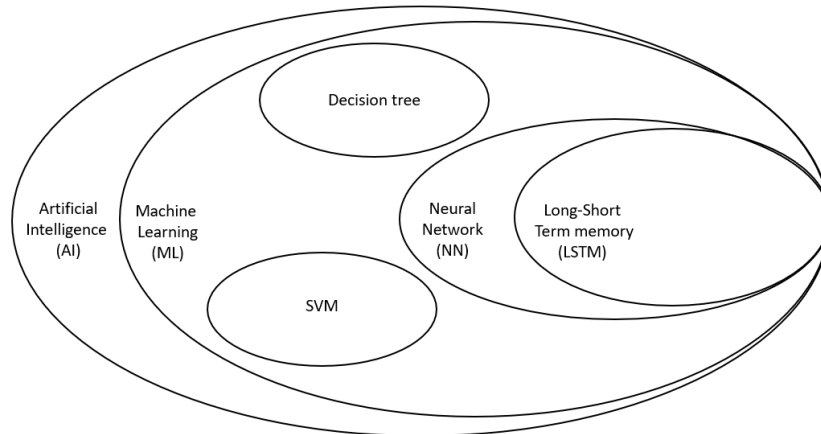 Decision tree
Artificial
Intelligence
(AI)
Machine
Learning
(ML)
Neural
Network
(NN)
Long-Short
Term memory
(LSTM)
SVM